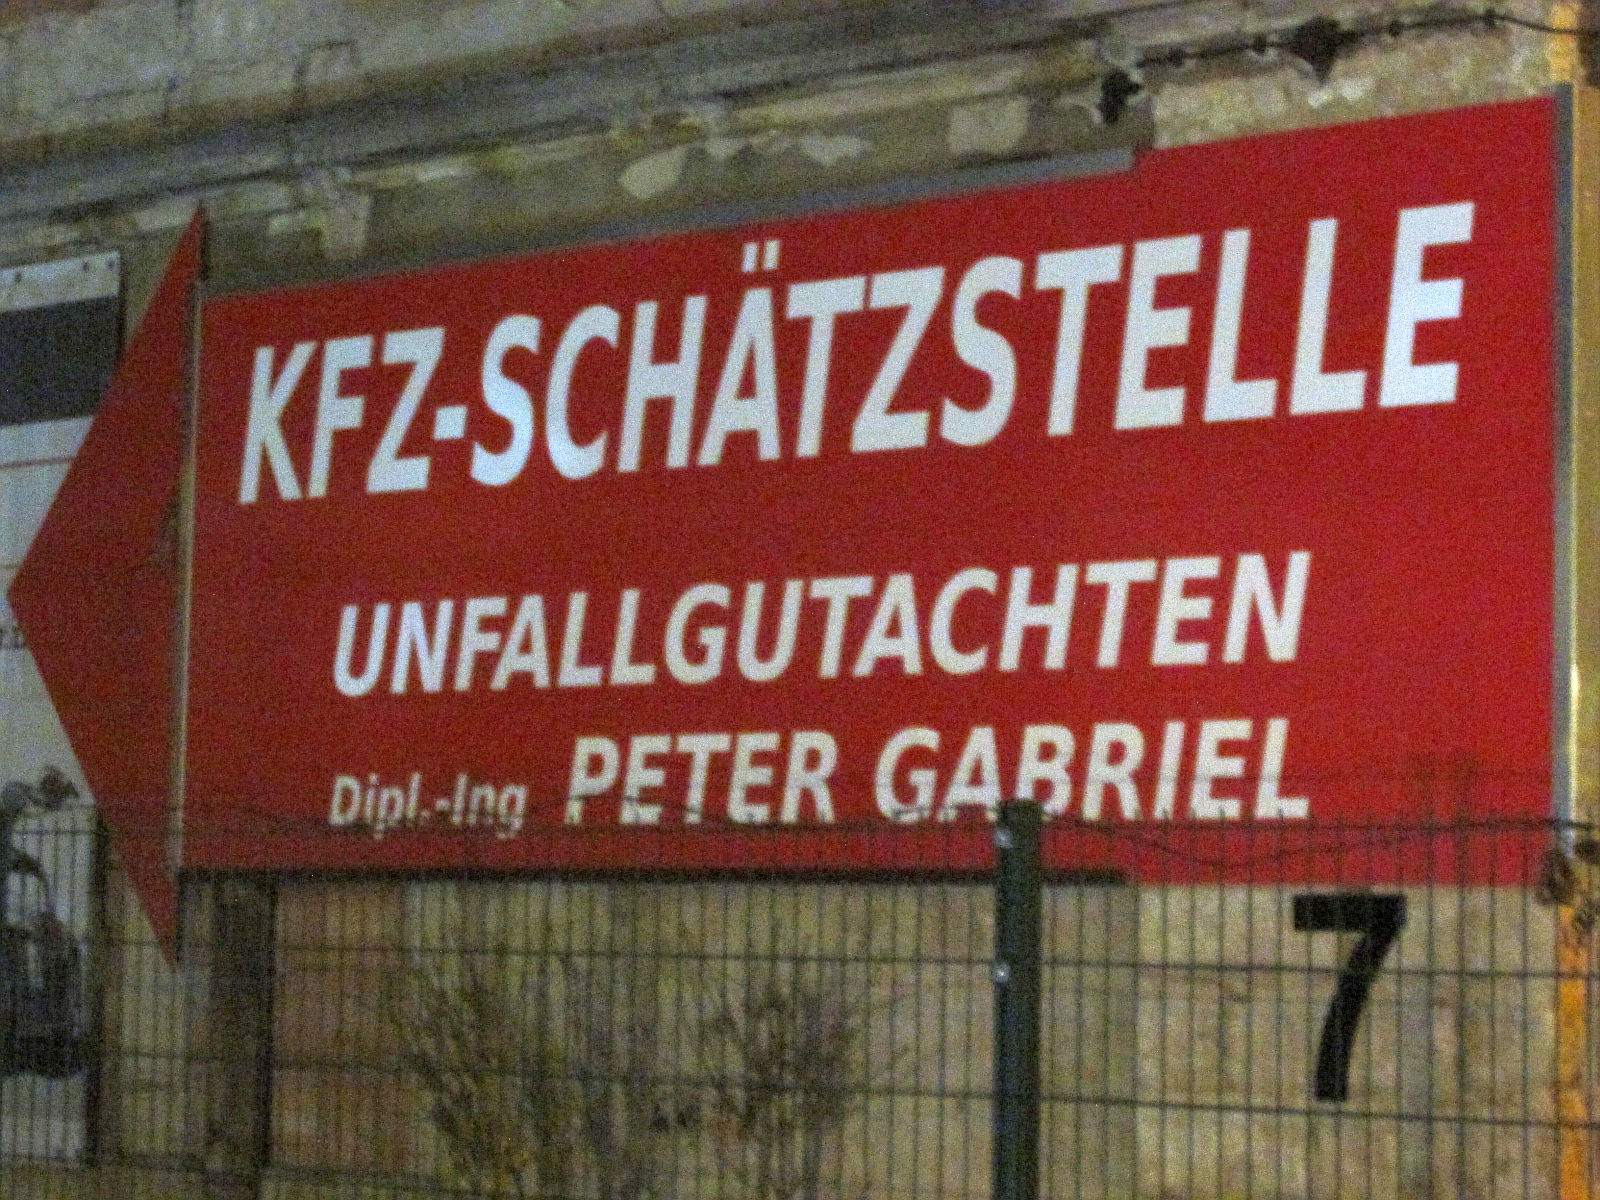 KFZ-SCHÄTZSTELLE
UNFALLGUTACHTEN
Dipl.-Ing PETER GABRIEL
7